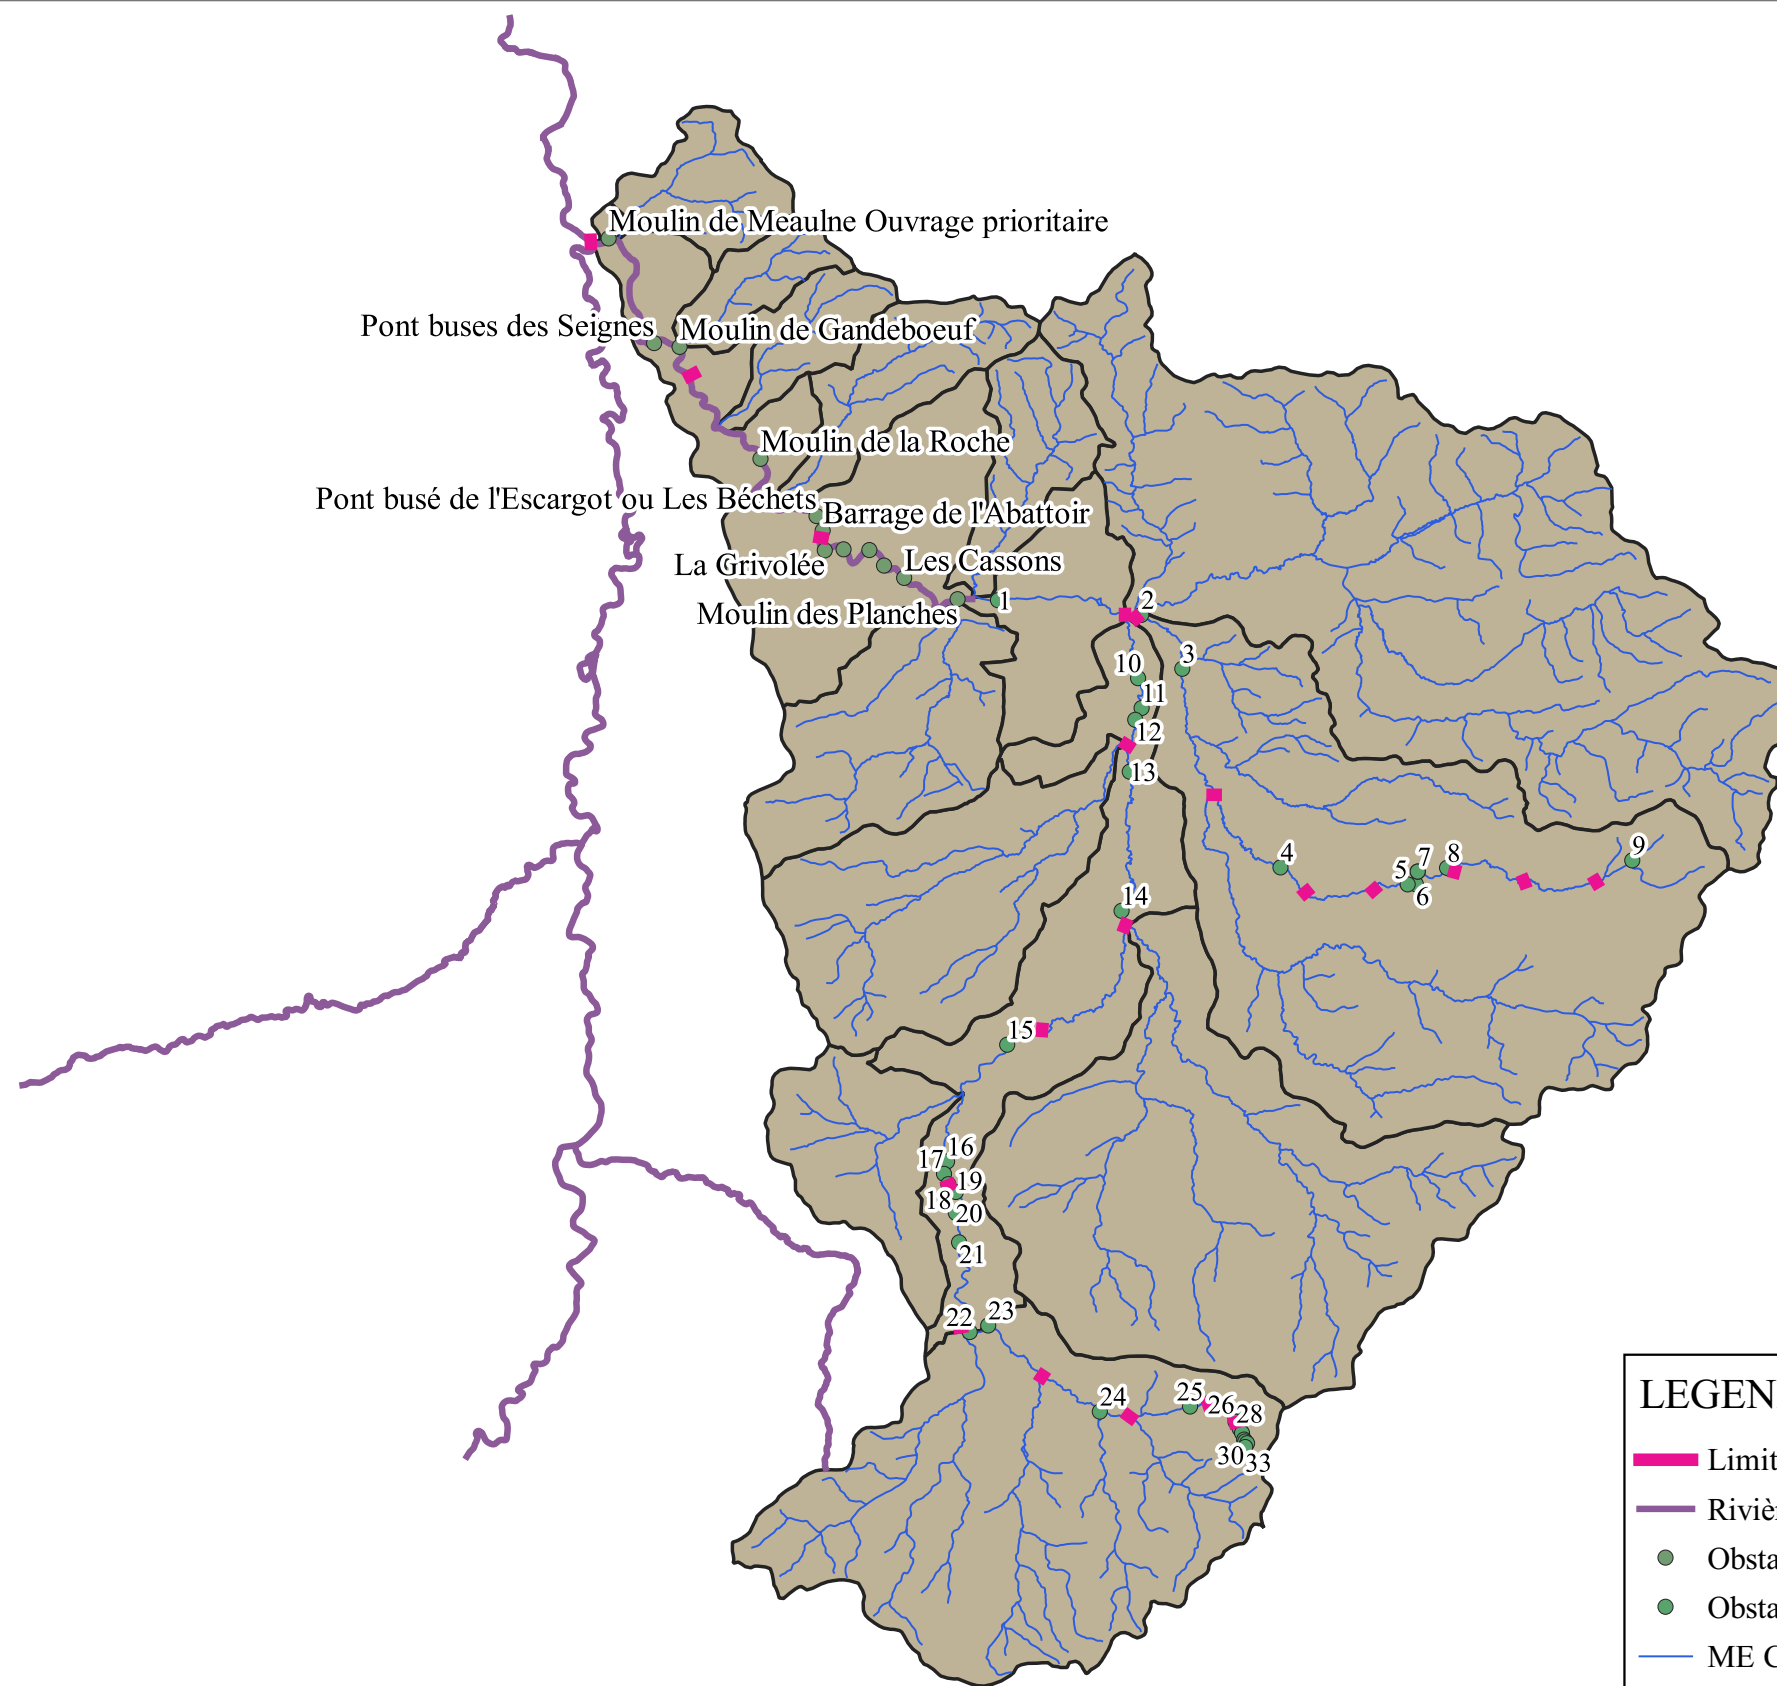 Moulin de Meaulne Ouvrage prioritaire
Pont buses des Seignes
Moulin de Gandeboeuf
Moulin de la Roche
Pont busé de l'Escargot ou Les Béchets
Barrage de l'Abattoir
La Grivolée
Les Cassons
Moulin des Planches
1
2
3
10
11
12
13
4
5
7
8
6
9
14
15
16
17
19
18
20
21
22
23
24
25
26
28
30
33
LEGEN
Limit
Riviè
Obsta
Obsta
ME C